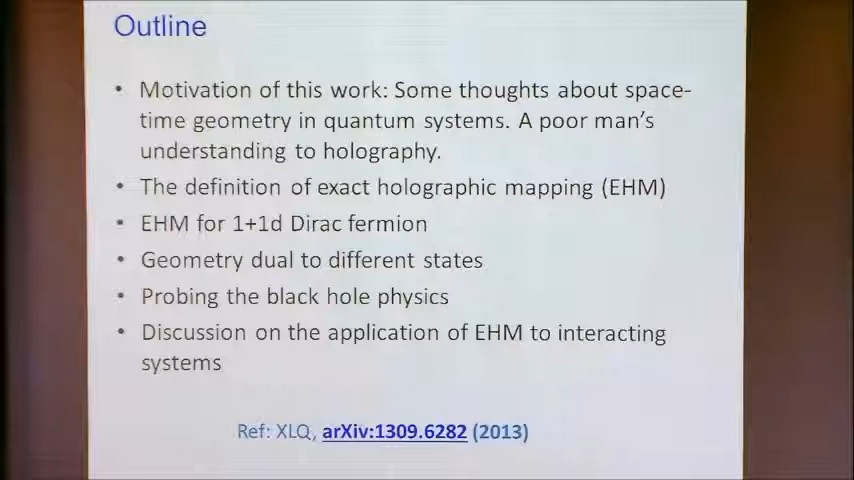 Outline
• Motivation of this work: Some thoughts about space-
time geometry in quantum systems. A poor man's
understanding to holography.
• The definition of exact holographic mapping (EHM)
• EHM for 1+1d Dirac fermion
• Geometry dual to different states
• Probing the black hole physics
• Discussion on the application of EHM to interacting
systems
Ref: XLQ, arXiv:1309.6282 (2013)